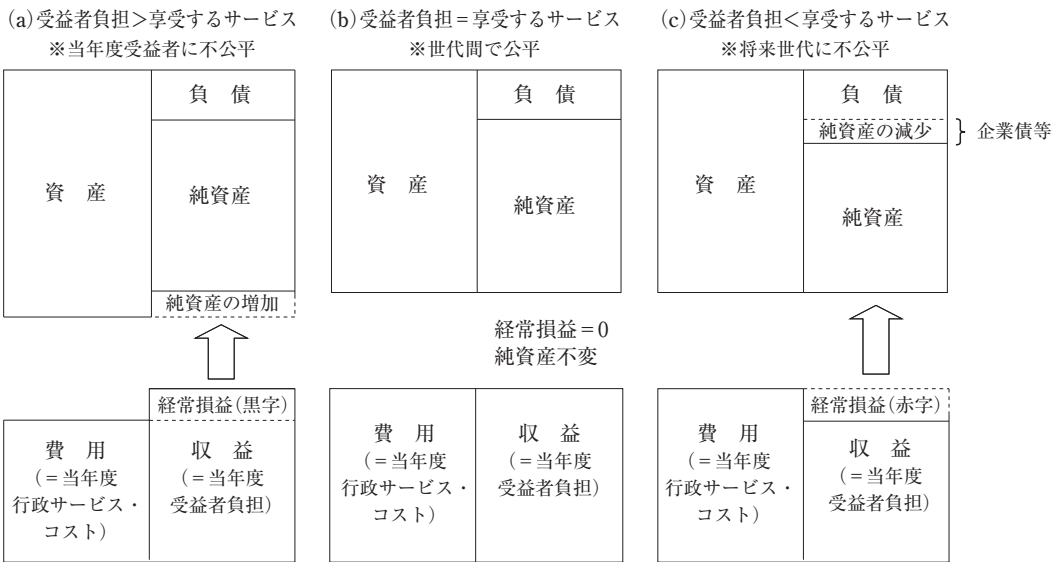 (a)受益者負担＞享受するサービス
※当年度受益者に不公平
資　産
負　債
純資産
純資産の増加
経常損益(黒字)
費　用
(＝当年度
行政サービス・
コスト)
収　益
(＝当年度
受益者負担)
(b)受益者負担＝享受するサービス
※世代間で公平
資　産
負　債
純資産
経常損益＝0
純資産不変
費　用
(＝当年度
行政サービス・
コスト)
収　益
(＝当年度
受益者負担)
(c)受益者負担＜享受するサービス
※将来世代に不公平
資　産
負　債
純資産の減少
企業債等
純資産
経常損益(赤字)
費　用
(＝当年度
行政サービス・
コスト)
収　益
(＝当年度
受益者負担)